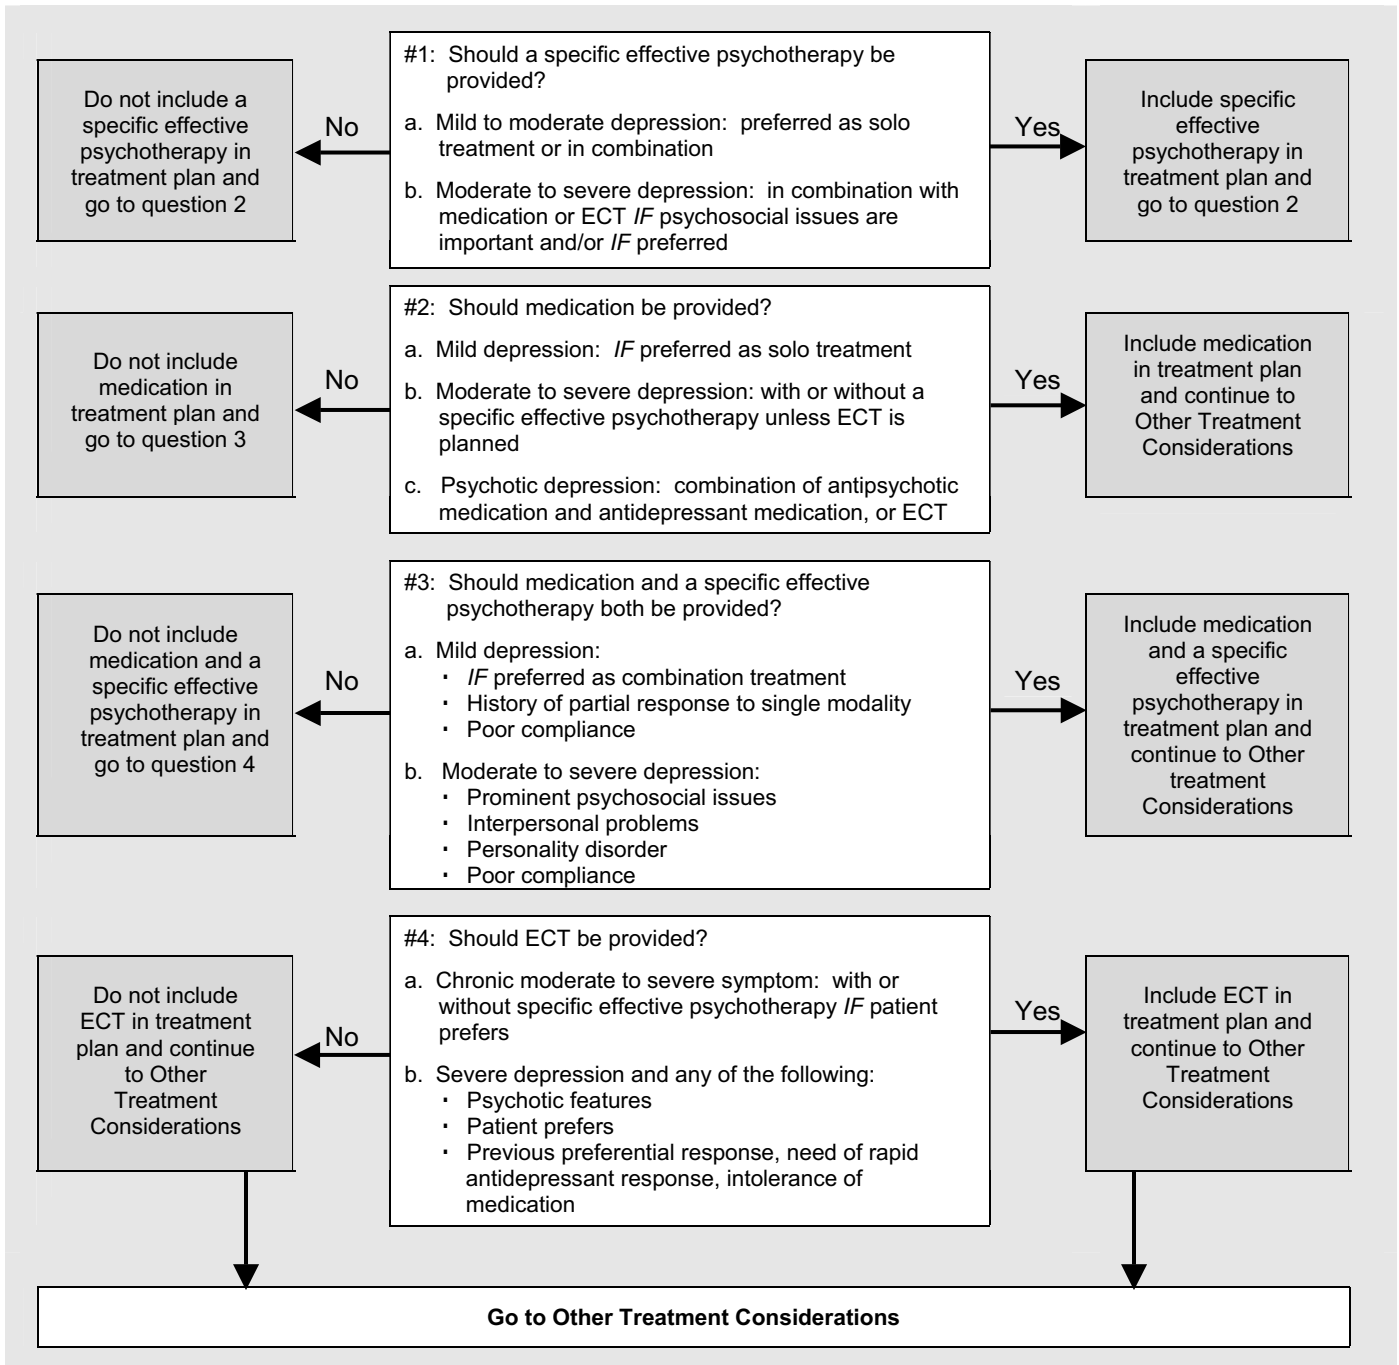 #1: Should a specific effective psychotherapy be
provided?
a. Mild to moderate depression: preferred as solo
treatment or in combination
b. Moderate to severe depression: in combination with
medication or ECT IF psychosocial issues are
important and/or IF preferred
No
Do not include a
specific effective
psychotherapy in
treatment plan and
go to question 2
Yes
Include specific
effective
psychotherapy in
treatment plan and
go to question 2
#2: Should medication be provided?
a. Mild depression: IF preferred as solo treatment
b. Moderate to severe depression: with or without a
specific effective psychotherapy unless ECT is
planned
c. Psychotic depression: combination of antipsychotic
medication and antidepressant medication, or ECT
No
Do not include
medication in
treatment plan and
go to question 3
Yes
Include medication
in treatment plan
and continue to
Other Treatment
Considerations
#3: Should medication and a specific effective
psychotherapy both be provided?
a. Mild depression:
· IF preferred as combination treatment
· History of partial response to single modality
· Poor compliance
b. Moderate to severe depression:
· Prominent psychosocial issues
· Interpersonal problems
· Personality disorder
· Poor compliance
No
Do not include
medication and a
specific effective
psychotherapy in
treatment plan and
go to question 4
Yes
Include medication
and a specific
effective
psychotherapy in
treatment plan and
continue to Other
treatment
Considerations
#4: Should ECT be provided?
a. Chronic moderate to severe symptom: with or
without specific effective psychotherapy IF patient
prefers
b. Severe depression and any of the following:
· Psychotic features
· Patient prefers
· Previous preferential response, need of rapid
antidepressant response, intolerance of
medication
No
Do not include
ECT in treatment
plan and continue
to Other
Treatment
Considerations
Yes
Include ECT in
treatment plan and
continue to Other
Treatment
Considerations
Go to Other Treatment Considerations